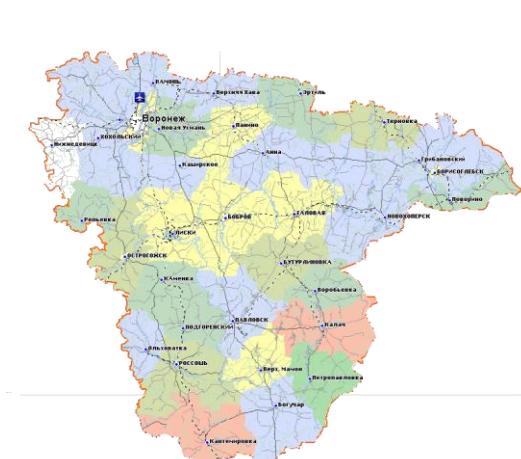 РАМОНЬ
Верхняя Хава
Эртиль
Воронеж
Новая Усмань
Панино
Терновка
ХОХОЛЬСКИЙ
Нижнедевицк
Анна
Грибановский
Каширское
БОРИСОГЛЕБСК
Поворино
Репьевка
БОБРОВ
ТАЛОВАЯ
НОВОХОПЕРСК
ЛИСКИ
ОСТРОГОЖСК
БУТУРЛИНОВКА
КАМенка
Воробьевка
ПАВЛОВСК
ПОДГОРЕНСКИЙ
КАЛАЧ
Ольховатка
РОССОШЬ
Верх. Мамон
Петропавловка
Богучар
Кантемировка